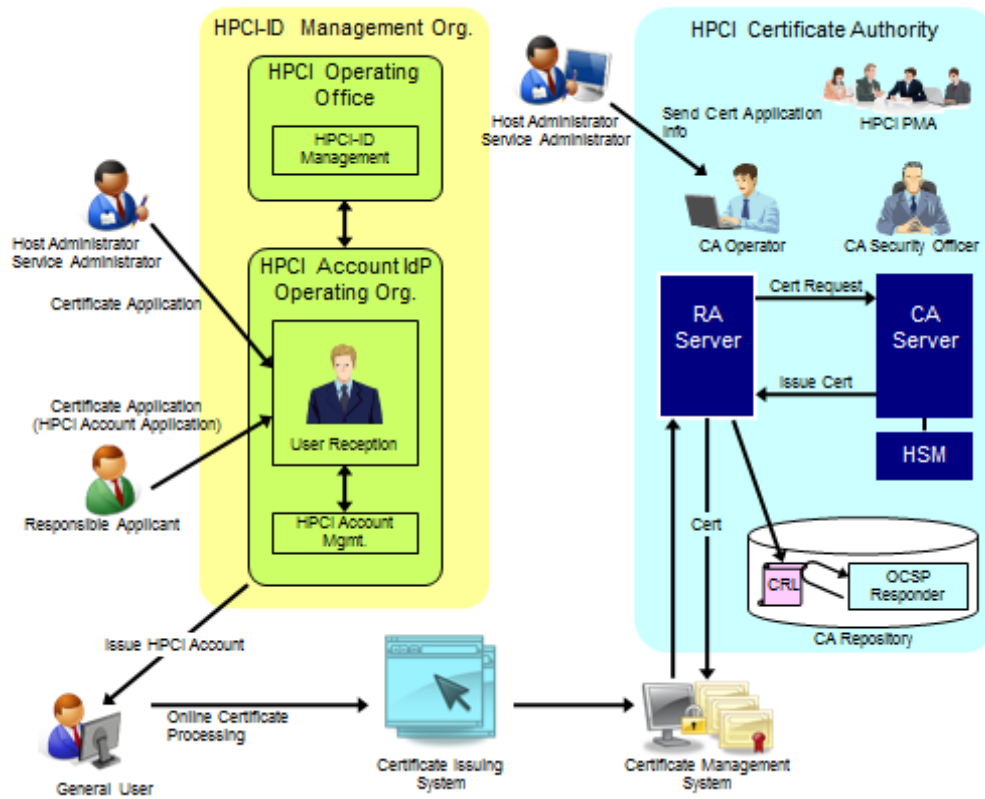 HPCI-ID Management Org.
HPCI Operating
Office
HPCI-ID
Management
Host Administrator
Service Administrator
Certificate Application
HPCI Account IdP
Operating Org.
User Reception
Certificate Application
(HPCI Account Application)
Responsible Applicant
HPCI Account
Mgmt.
Issue HPCI Account
General User
Online Certificate
Processing
Certificate Issuing
System
Certificate Management
System
HPCI Certificate Authority
Host Administrator
Service Administrator
Send Cert Application
Info
HPCI PMA
CA Operator
CA Security Officer
RA
Server
Cert Request
CA
Server
Issue Cert
HSM
Cert
CRL
OCSP
Responder
CA Repository